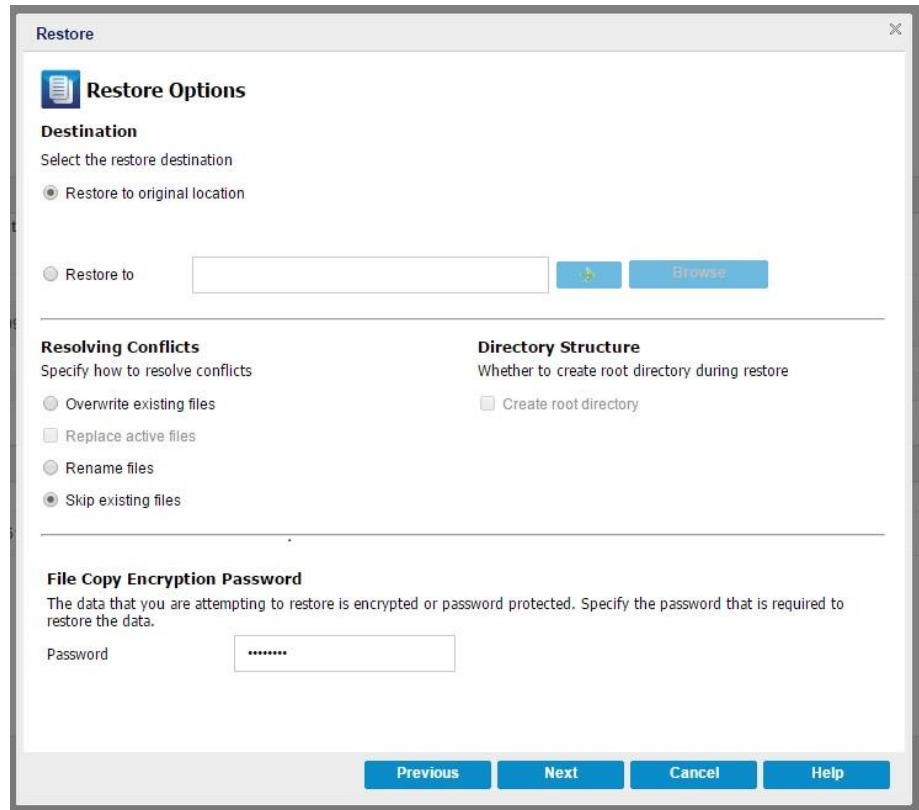 Restore
Restore Options
Destination
Select the restore destination
Restore to original location
Restore to
Browse
Resolving Conflicts
Specify how to resolve conflicts
Overwrite existing files
Replace active files
Rename files
Skip existing files
Directory Structure
Whether to create root directory during restore
Create root directory
File Copy Encryption Password
The data that you are attempting to restore is encrypted or password protected. Specify the password that is required to
restore the data.
Password ••••••••
Previous Next Cancel Help